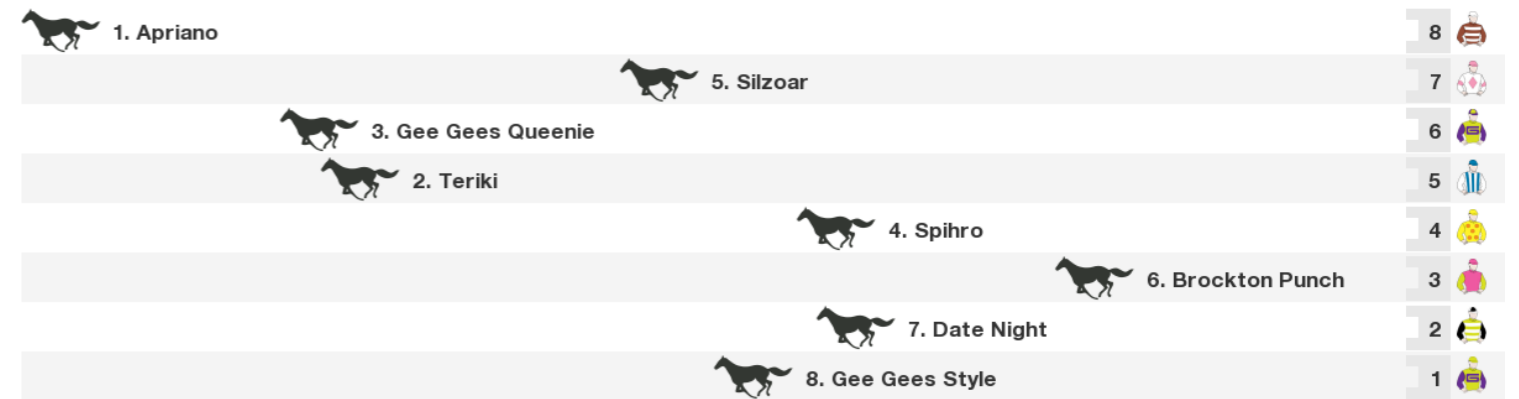 1. Apriano 8
5. Silzoar 7
3. Gee Gees Queenie 6
2. Teriki 5
4. Spihro 4
6. Brockton Punch 3
7. Date Night 2
8. Gee Gees Style 1